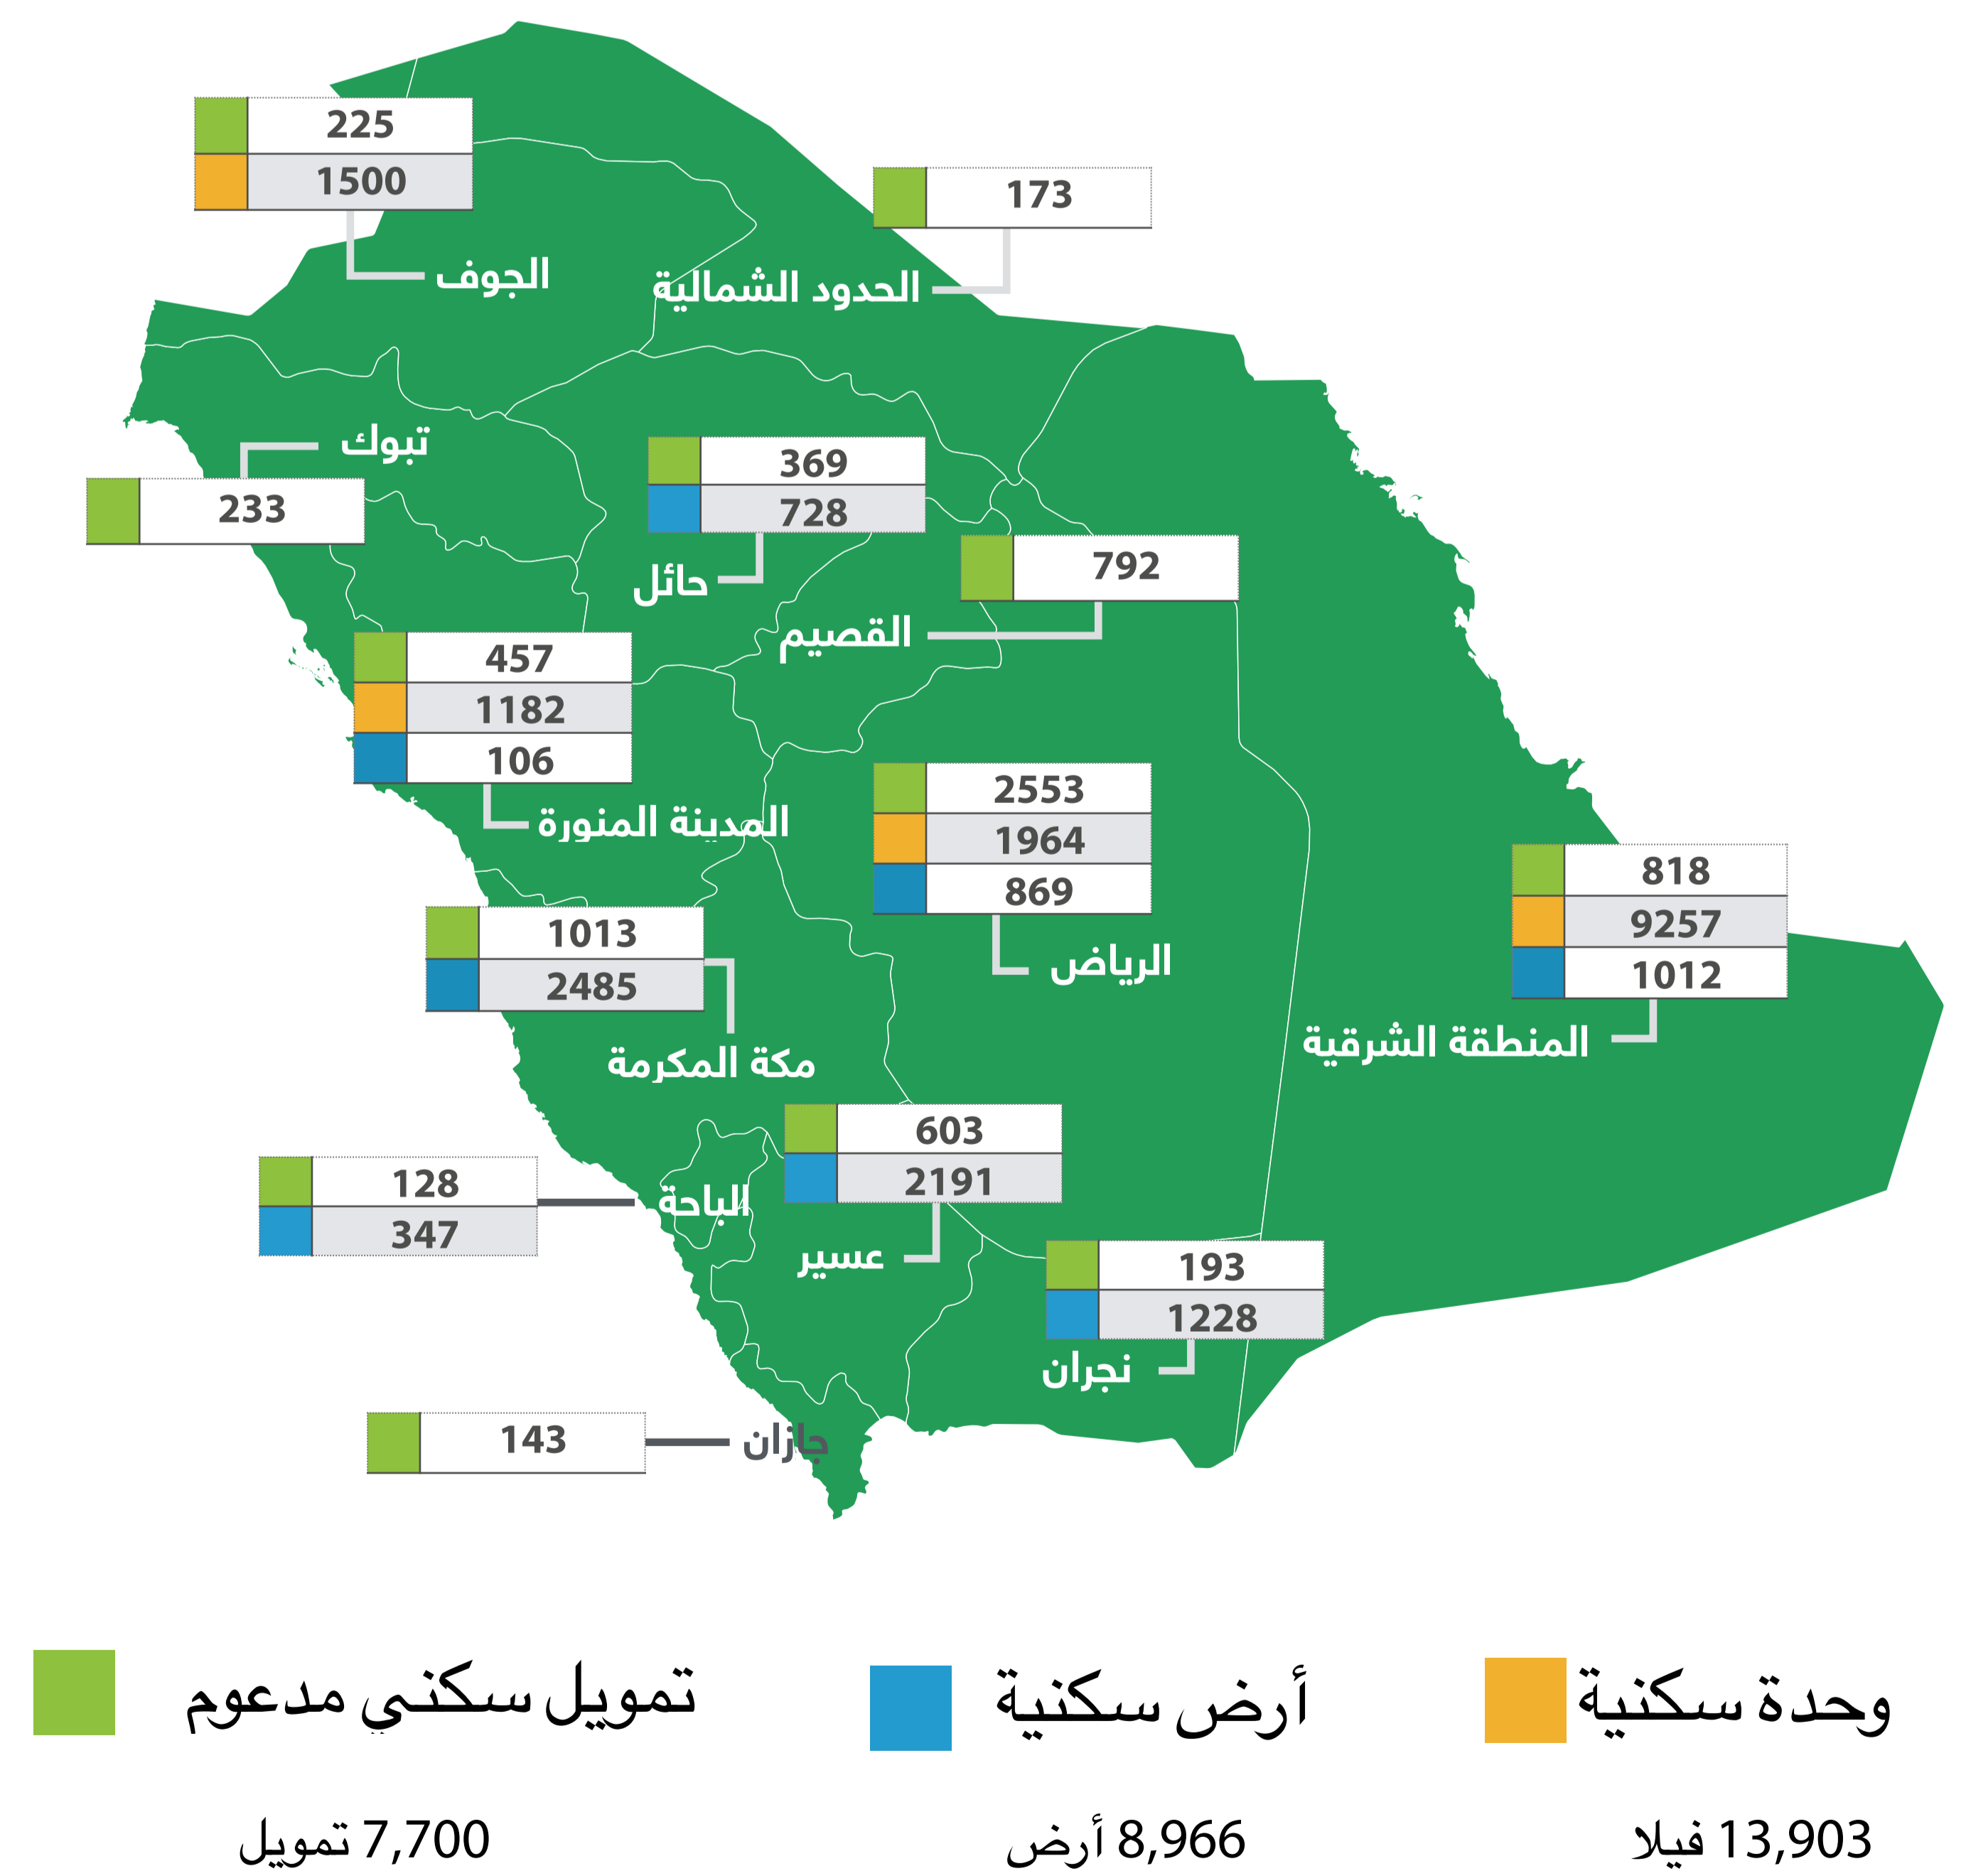 225
1500
الجوف
173
الحدود الشمالية
تبوك
233
369
728
حائل
792
القصيم
457
1182
106
المدينة المنورة
2553
1964
869
الرياض
818
9257
1012
المنطقة الشرقية
1013
2485
مكة المكرمة
603
2191
عسير
128
347
الباحة
193
1228
نجران
143
جازان
وحدة سكنية
أرض سكنية
تمويل سكني مدعوم
13,903 فيلا
8,966 أرض
7,700 تمويل